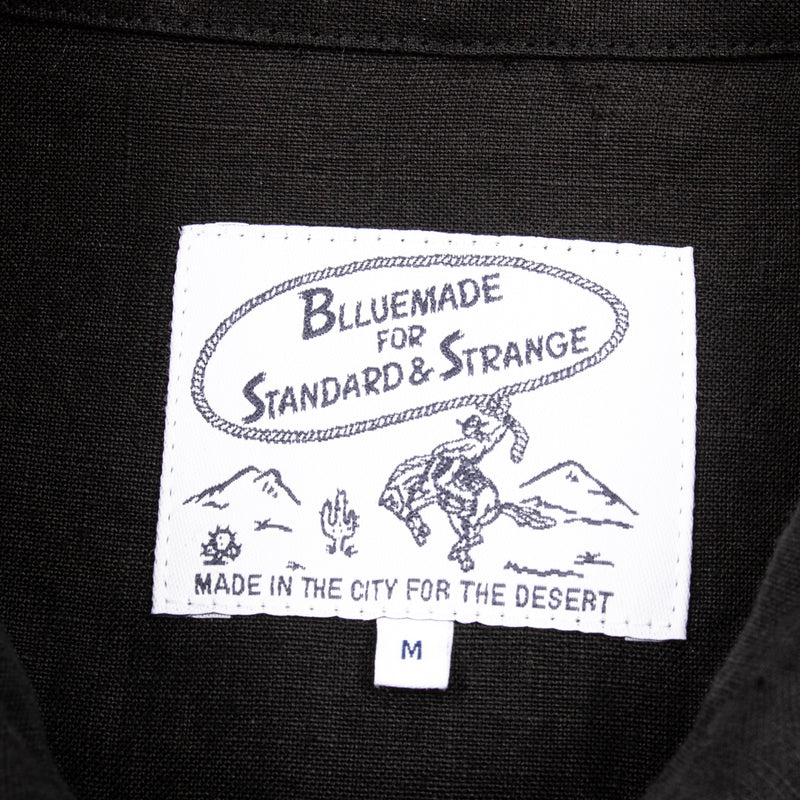 BLLUEMADE
FOR
STANDARD & STRANGE
MADE IN THE CITY FOR THE DESERT
M